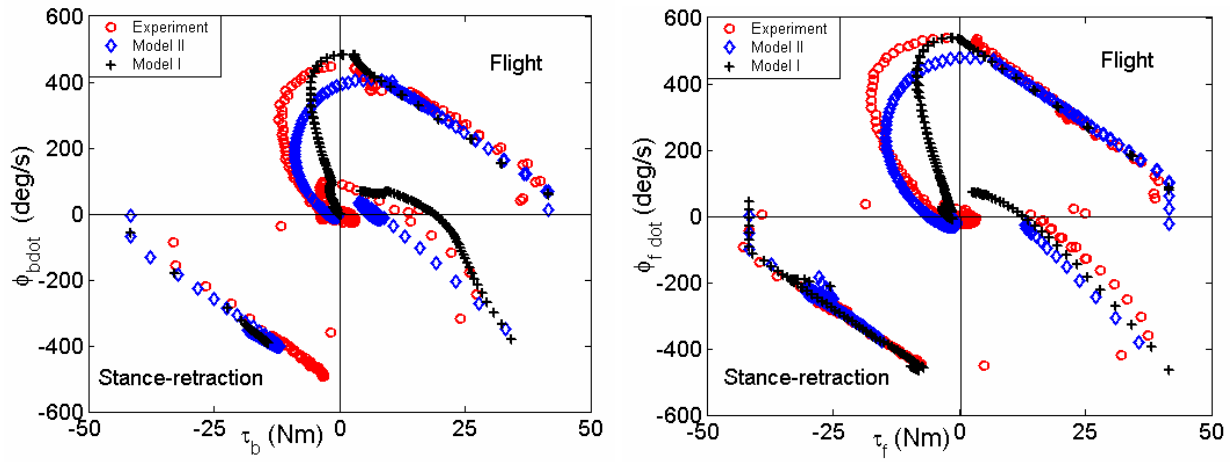 600
400
200
0
-200
-400
-600
ϕbdot (deg/s)
Experiment
Model II
Model I
Flight
Stance-retraction
-50
-25
0
25
50
τb (Nm)
600
400
200
0
-200
-400
-600
ϕf dot (deg/s)
Experiment
Model II
Model I
Flight
Stance-retraction
-50
-25
0
25
50
τf (Nm)